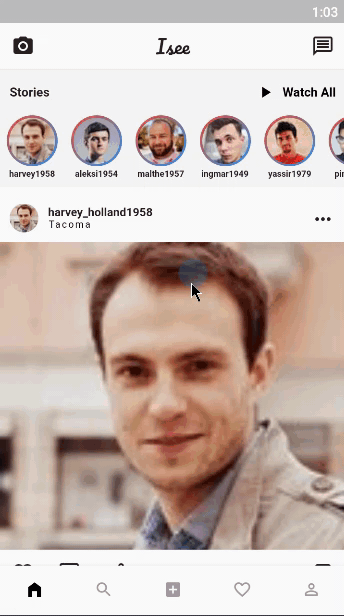 1:03
Isee
Stories
Watch All
harvey1958 aleksi1954 malthe1957 ingmar1949 yassir1979
harvey_holland1958
Tacoma